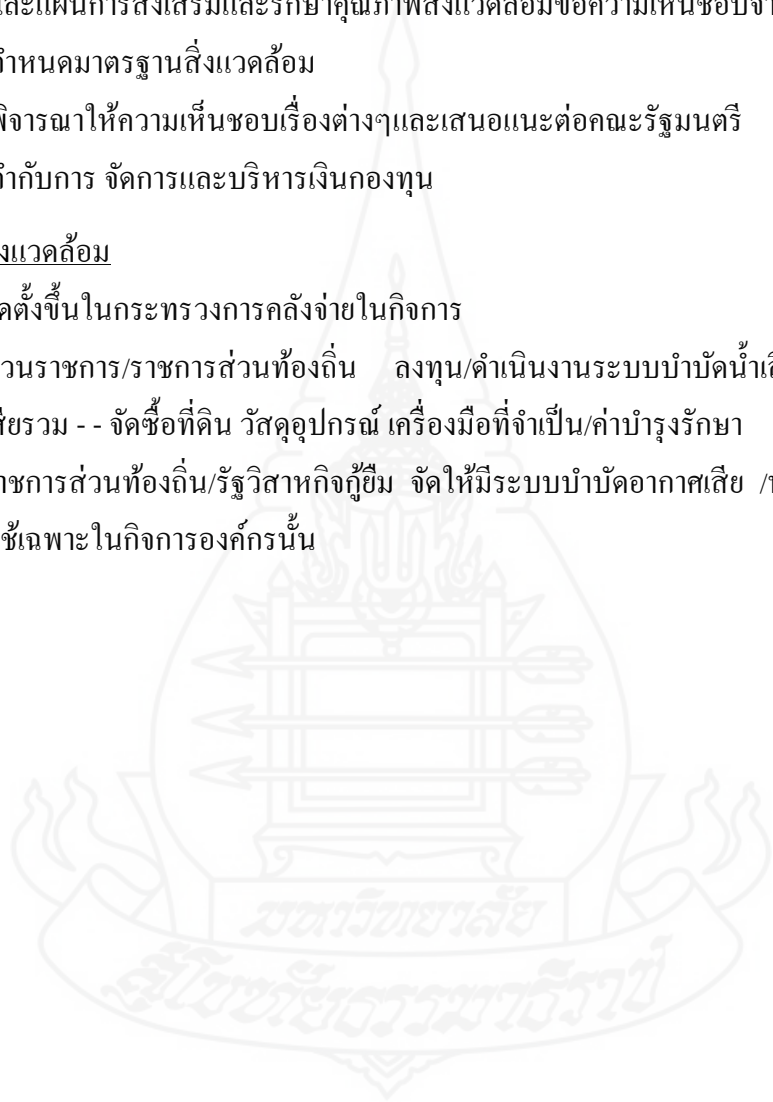 และแผนการส่งเสริมและรักษาคุณภาพสิ่งแวดล้อมขอความเห็นชอบจา
กำหนดมาตรฐานสิ่งแวดล้อม
พิจารณาให้ความเห็นชอบเรื่องต่างๆและเสนอแนะต่อคณะรัฐมนตรี
กำกับการ จัดการและบริหารเงินกองทุน
งแวดล้อม
ดตั้งขึ้นในกระทรวงการคลังจ่ายในกิจการ
วนราชการ/ราชการส่วนท้องถิ่น ลงทุน/ดำเนินงานระบบบำบัดน้ำเสี
สียรวม - - จัดซื้อที่ดิน วัสดุอุปกรณ์ เครื่องมือที่จำเป็น/ค่าบำรุงรักษา
าชการส่วนท้องถิ่น/รัฐวิสาหกิจกู้ยืม จัดให้มีระบบบำบัดอากาศเสีย /
ช้เฉพาะในกิจการองค์กรนั้น
มหาวิทยาลัย
สุโขทัยธรรมาธิราช